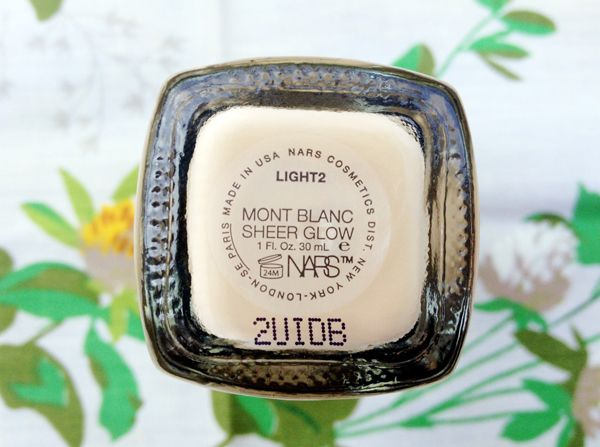 MADE IN USA NARS COSMETICS DIST. NEW YORK-LONDON-SE-PARIS
LIGHT2
MONT BLANC
SHEER GLOW
1 Fl. Oz. 30 mL e
24M NARS™
2UIDB